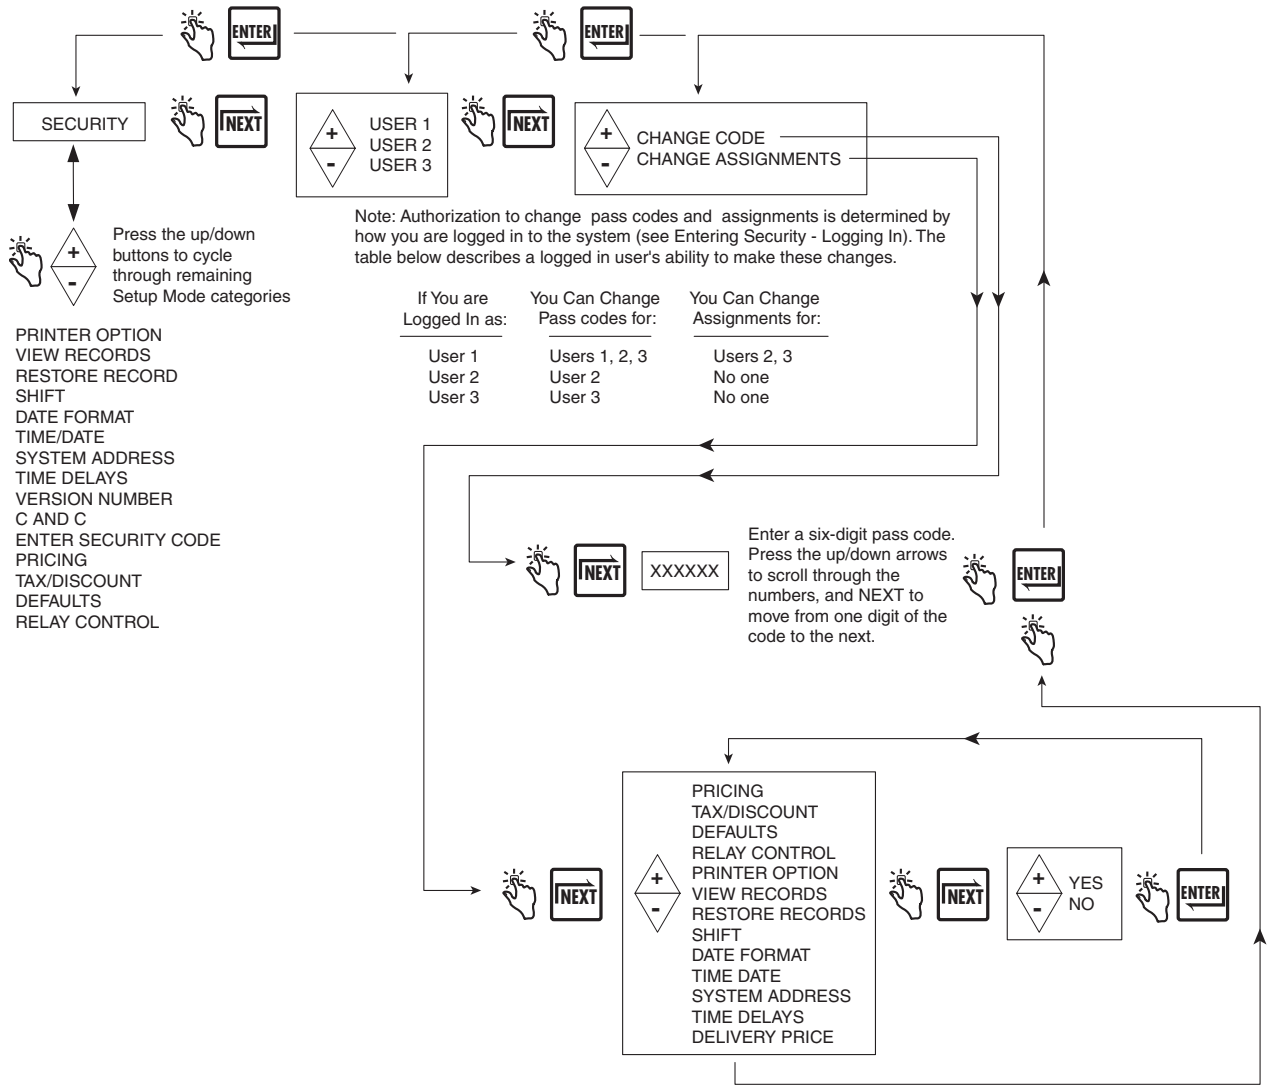 ENTER
ENTER
SECURITY
NEXT
+
-
USER 1
USER 2
USER 3
NEXT
+
-
CHANGE CODE
CHANGE ASSIGNMENTS
+
-
Press the up/down
buttons to cycle
through remaining
Setup Mode categories
Note: Authorization to change pass codes and assignments is determined by
how you are logged in to the system (see Entering Security - Logging In). The
table below describes a logged in user's ability to make these changes.
If You are
Logged In as:
You Can Change
Pass codes for:
You Can Change
Assignments for:
User 1 Users 1, 2, 3 Users 2, 3
User 2 User 2 No one
User 3 User 3 No one
PRINTER OPTION
VIEW RECORDS
RESTORE RECORD
SHIFT
DATE FORMAT
TIME/DATE
SYSTEM ADDRESS
TIME DELAYS
VERSION NUMBER
C AND C
ENTER SECURITY CODE
PRICING
TAX/DISCOUNT
DEFAULTS
RELAY CONTROL
NEXT
XXXXXX
Enter a six-digit pass code.
Press the up/down arrows
to scroll through the
numbers, and NEXT to
move from one digit of the
code to the next.
ENTER
NEXT
+
-
PRICING
TAX/DISCOUNT
DEFAULTS
RELAY CONTROL
PRINTER OPTION
VIEW RECORDS
RESTORE RECORDS
SHIFT
DATE FORMAT
TIME DATE
SYSTEM ADDRESS
TIME DELAYS
DELIVERY PRICE
NEXT
+
-
YES
NO
ENTER